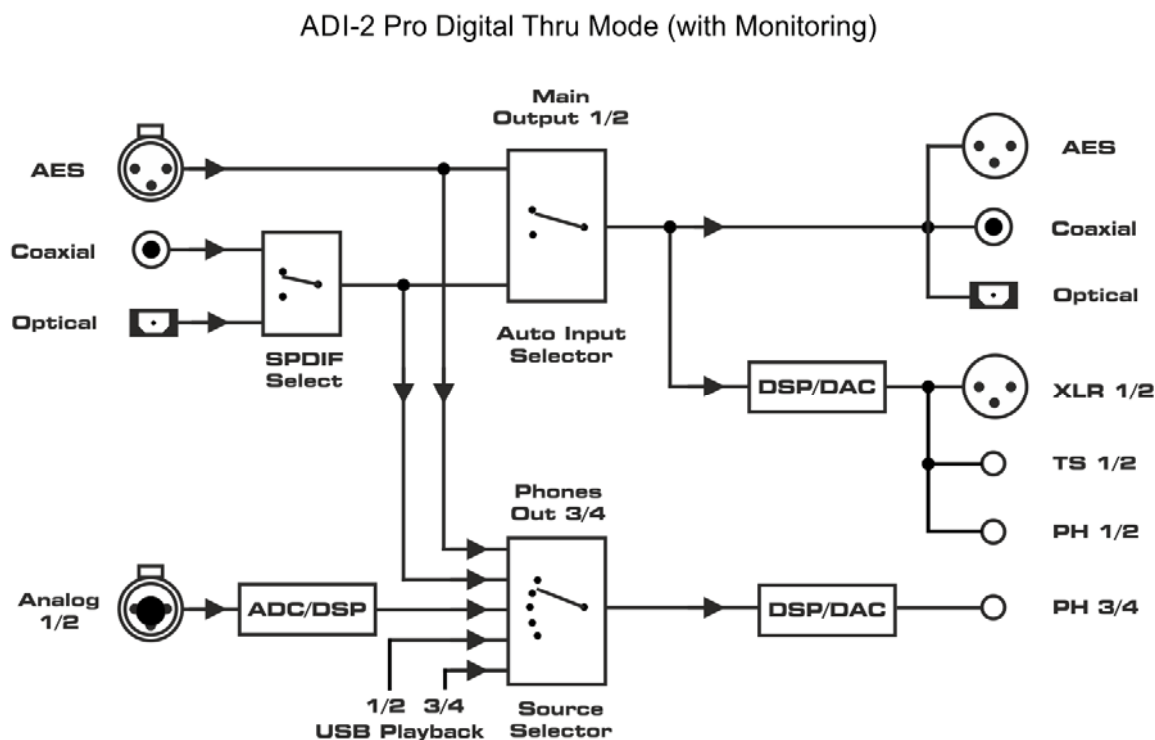 ADI-2 Pro Digital Thru Mode (with Monitoring)
Main
Output 1/2
AES
AES
Coaxial
Coaxial
Optical
Optical
SPDIF
Select
Auto Input
Selector
DSP/DAC
XLR 1/2
TS 1/2
Phones
Out 3/4
PH 1/2
Analog
1/2
ADC/DSP
DSP/DAC
PH 3/4
1/2 3/4
USB Playback
Source
Selector